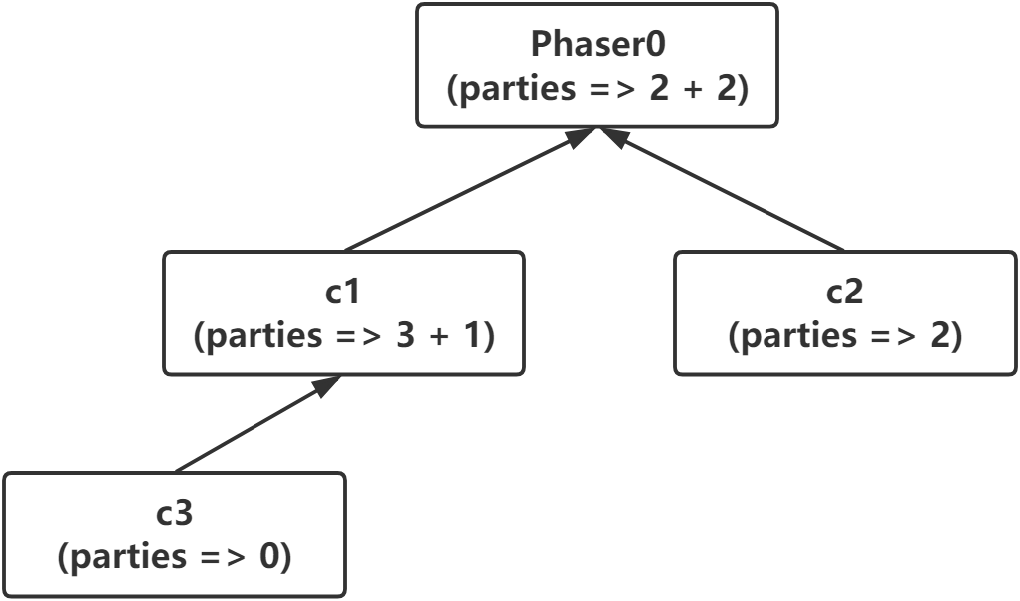 Phaser0
(parties => 2 + 2)
c1
(parties => 3 + 1)
c2
(parties => 2)
c3
(parties => 0)